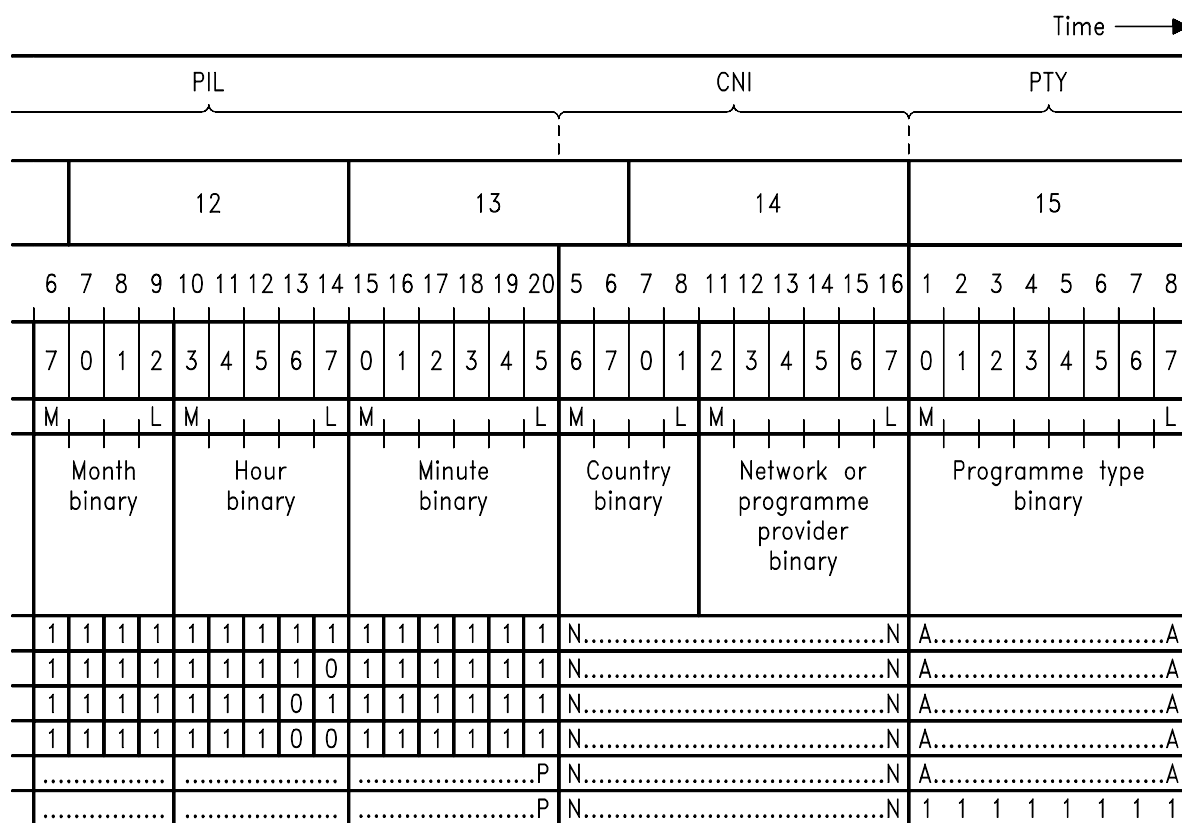 Time
PIL CNI PTY
12 13 14 15
6 7 8 9 10 11 12 13 14 15 16 17 18 19 20 5 6 7 8 11 12 13 14 15 16 1 2 3 4 5 6 7 8
7 0 1 2 3 4 5 6 7 0 1 2 3 4 5 6 7 0 1 2 3 4 5 6 7 0 1 2 3 4 5 6 7
M L M L M L M L M L M L
Month Hour Minute Country Network or Programme type
binary binary binary binary programme binary
provider
binary
1 1 1 1 1 1 1 1 1 1 1 1 1 1 1 N.............................................N A.................................A
1 1 1 1 1 1 1 1 0 1 1 1 1 1 1 N.............................................N A.................................A
1 1 1 1 1 1 1 0 1 1 1 1 1 1 1 N.............................................N A.................................A
1 1 1 1 1 1 1 0 0 1 1 1 1 1 1 N.............................................N A.................................A
................ .................... .........................P N.............................................N A.................................A
................ .................... .........................P N.............................................N 1 1 1 1 1 1 1 1